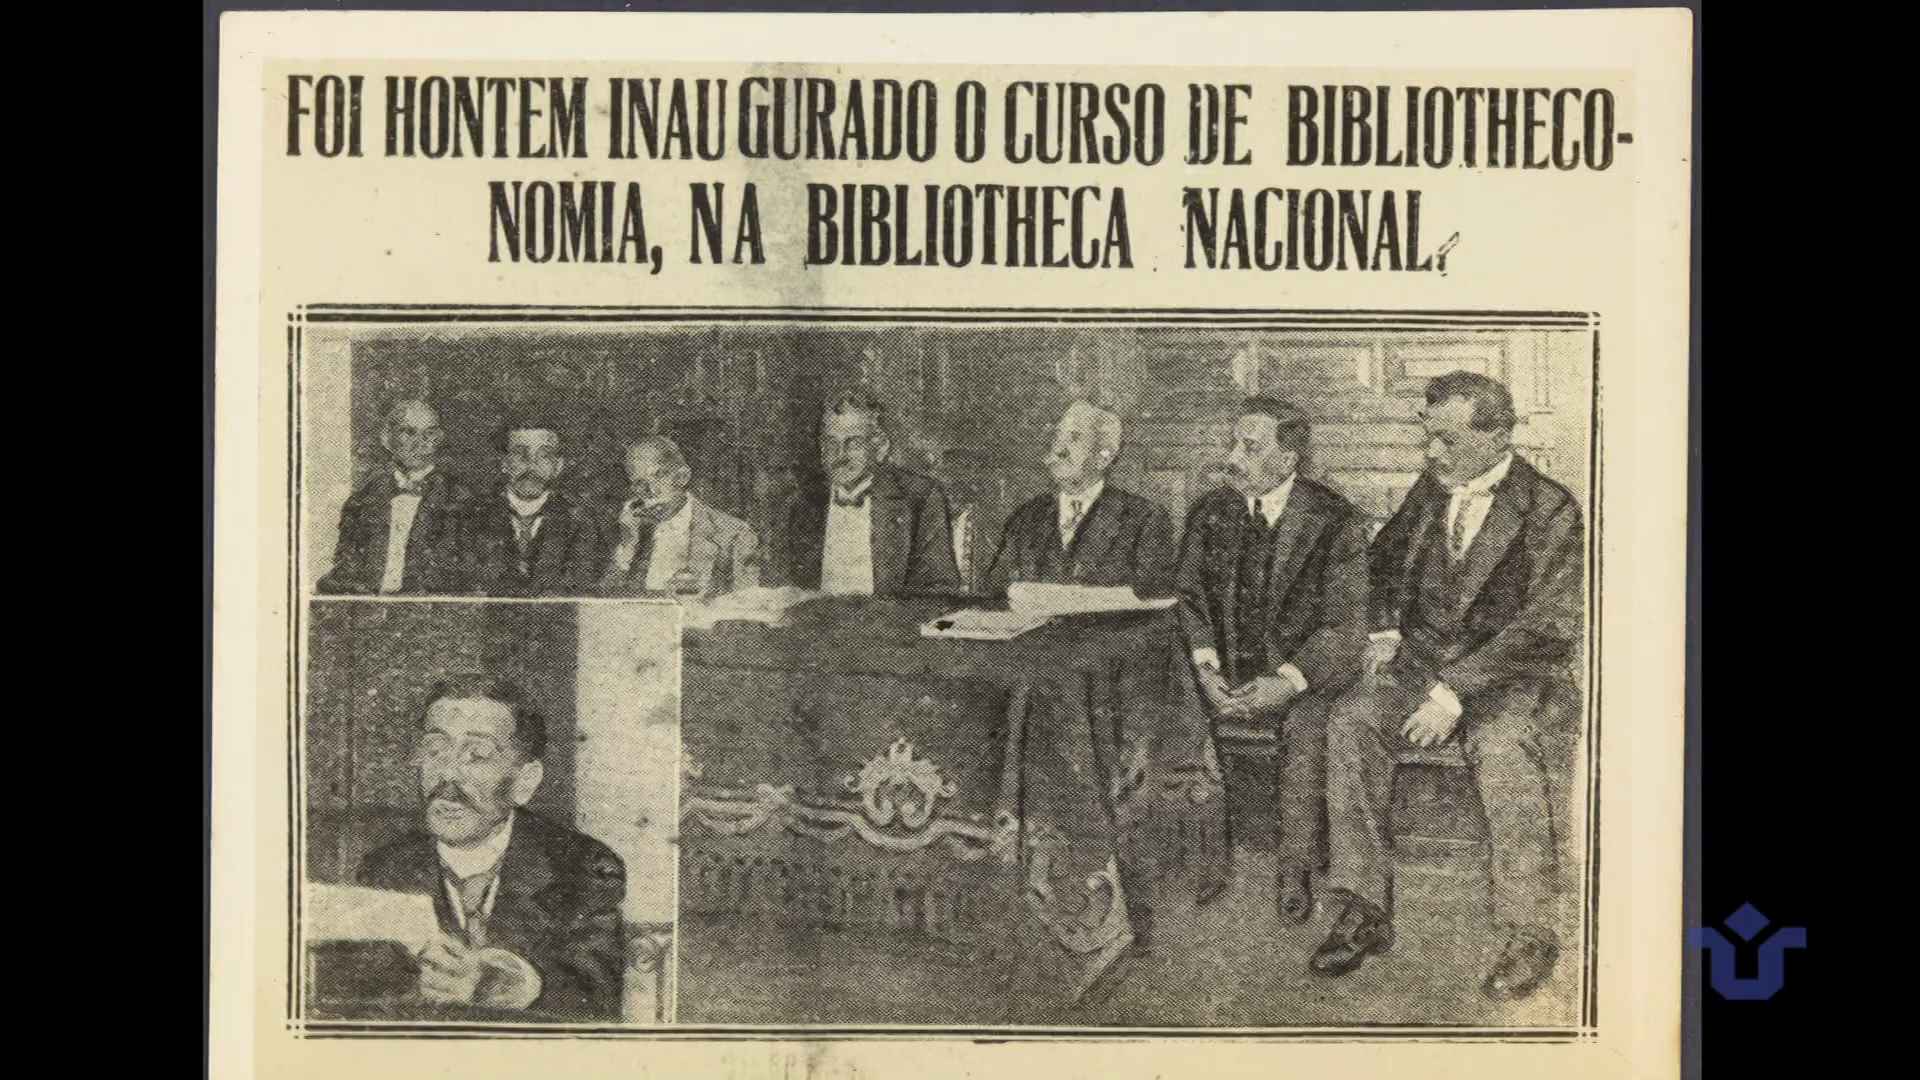 FOI HONTEM INAUGURADO O CURSO DE BIBLIOTHECO-
NOMIA, NA BIBLIOTHECA NACIONAL.